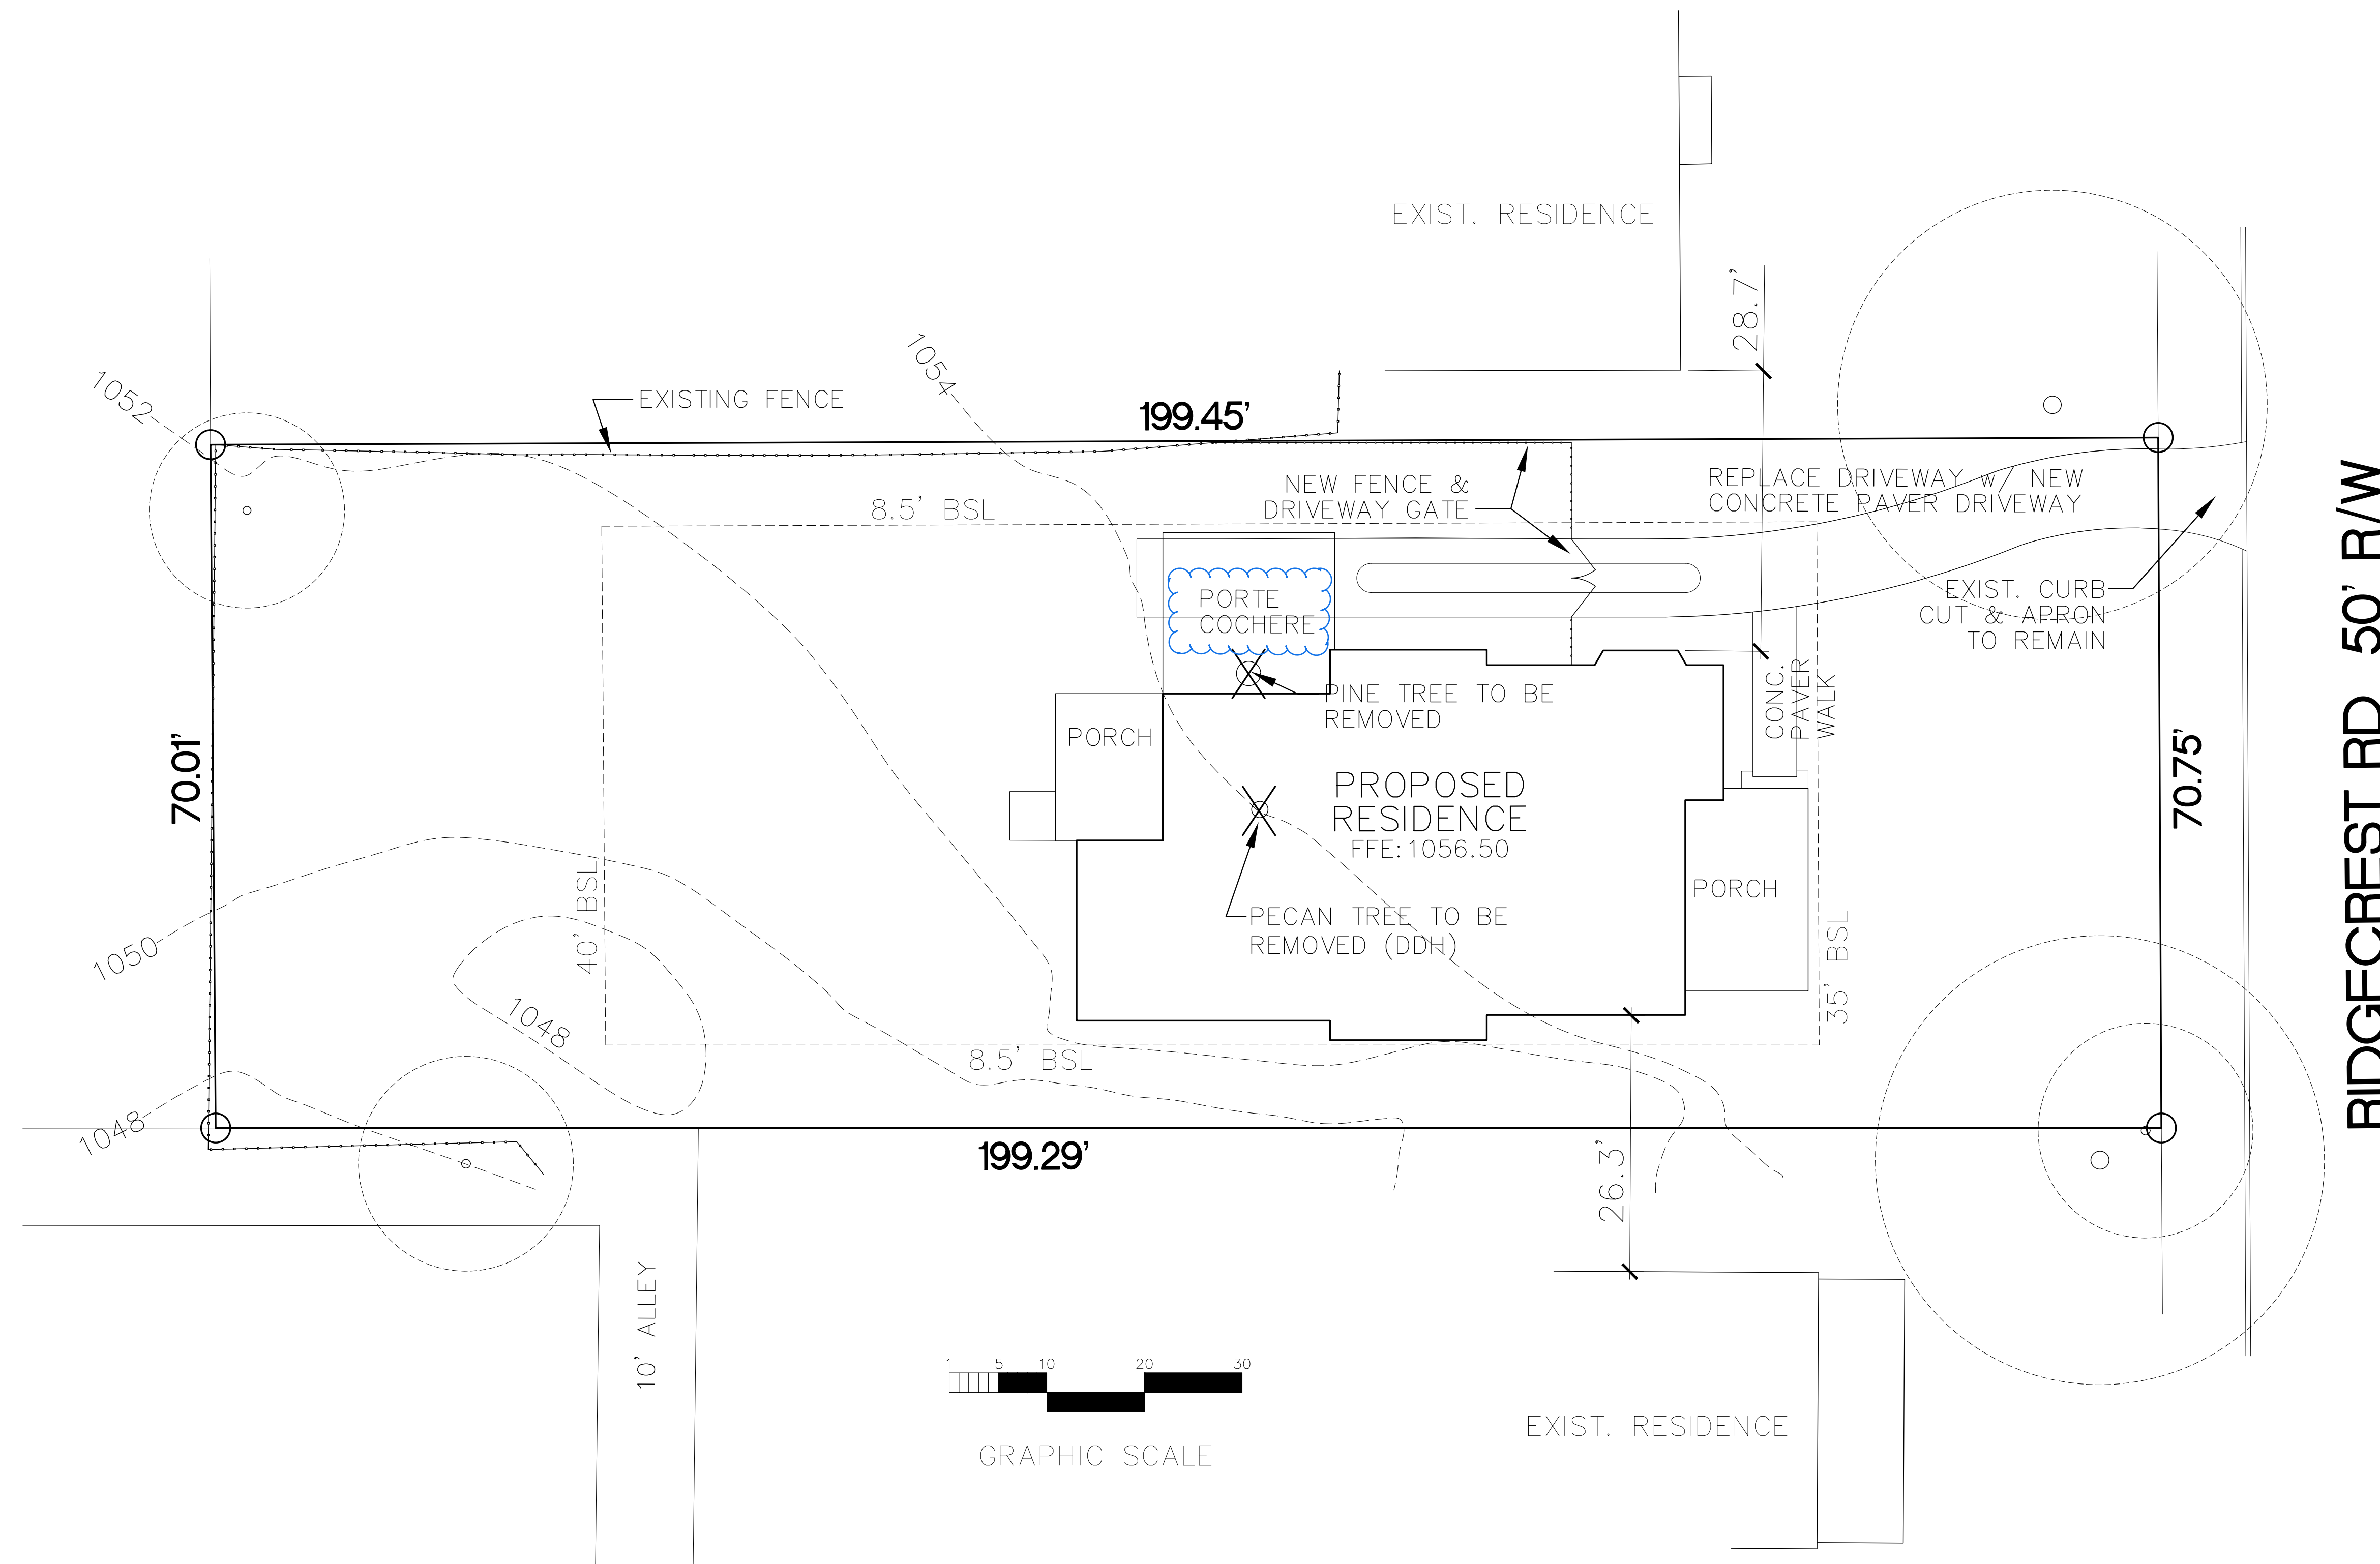 EXIST. RESIDENCE
28.7'
1054
1052
EXISTING FENCE
199.45'
NEW FENCE &
DRIVEWAY GATE
REPLACE DRIVEWAY w/ NEW
CONCRETE PAVER DRIVEWAY
8.5' BSL
EXIST. CURB
CUT & APRON
TO REMAIN
PORTE
COCHERE
PINE TREE TO BE
REMOVED
CONC.
PAVER
WALK
PORCH
70.01'
70.75'
RIDGECREST RD 50' R/W
PROPOSED
RESIDENCE
FFE:1056.50
PORCH
PECAN TREE TO BE
REMOVED (DDH)
40' BSL
35' BSL
1050
1048
8.5' BSL
1048
199.29'
26.3'
10' ALLEY
1 5 10 20 30
GRAPHIC SCALE
EXIST. RESIDENCE